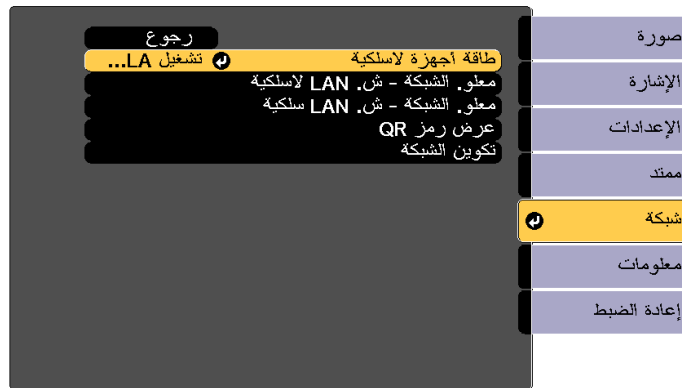 صورة
الإشارة
الإعدادات
ممتد
شبكة
معلومات
إعادة الضبط
رجوع
طاقة أجهزة لاسلكية تشغيل LA...
معلو. الشبكة - ش. LAN لاسلكية
معلو. الشبكة - ش. LAN سلكية
عرض رمز QR
تكوين الشبكة